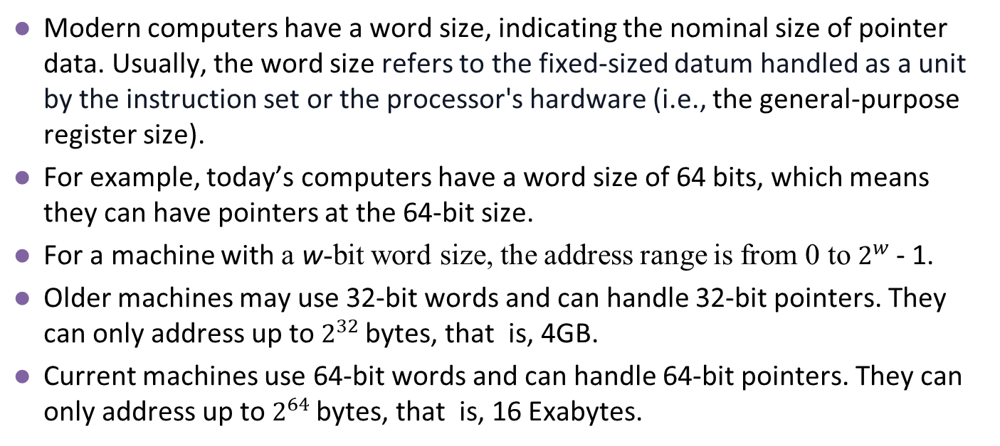 ● Modern computers have a word size, indicating the nominal size of pointer
data. Usually, the word size refers to the fixed-sized datum handled as a unit
by the instruction set or the processor's hardware (i.e., the general-purpose
register size).
● For example, today’s computers have a word size of 64 bits, which means
they can have pointers at the 64-bit size.
● For a machine with a w-bit word size, the address range is from 0 to 2ʷ - 1.
● Older machines may use 32-bit words and can handle 32-bit pointers. They
can only address up to 2³² bytes, that  is, 4GB.
● Current machines use 64-bit words and can handle 64-bit pointers. They can
only address up to 2⁶⁴ bytes, that  is, 16 Exabytes.